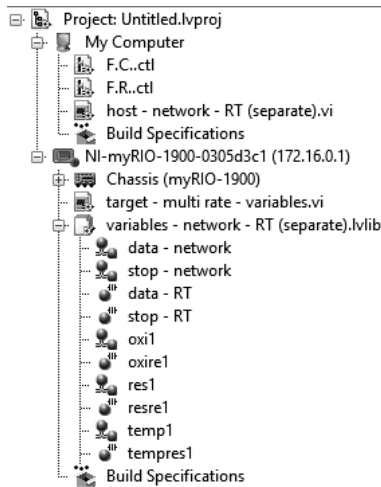 Project: Untitled.lvproj
My Computer
F.C..ctl
F.R..ctl
host - network - RT (separate).vi
Build Specifications
NI-myRIO-1900-0305d3c1 (172.16.0.1)
Chassis (myRIO-1900)
target - multi rate - variables.vi
variables - network - RT (separate).lvlib
data - network
stop - network
data - RT
stop - RT
oxi1
oxire1
res1
resre1
temp1
tempres1
Build Specifications